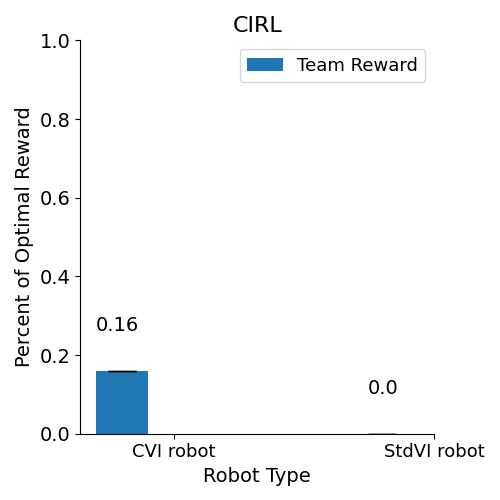 CIRL
Team Reward
Percent of Optimal Reward
1.0
0.8
0.6
0.4
0.2
0.0
0.16
0.0
CVI robot
StdVI robot
Robot Type